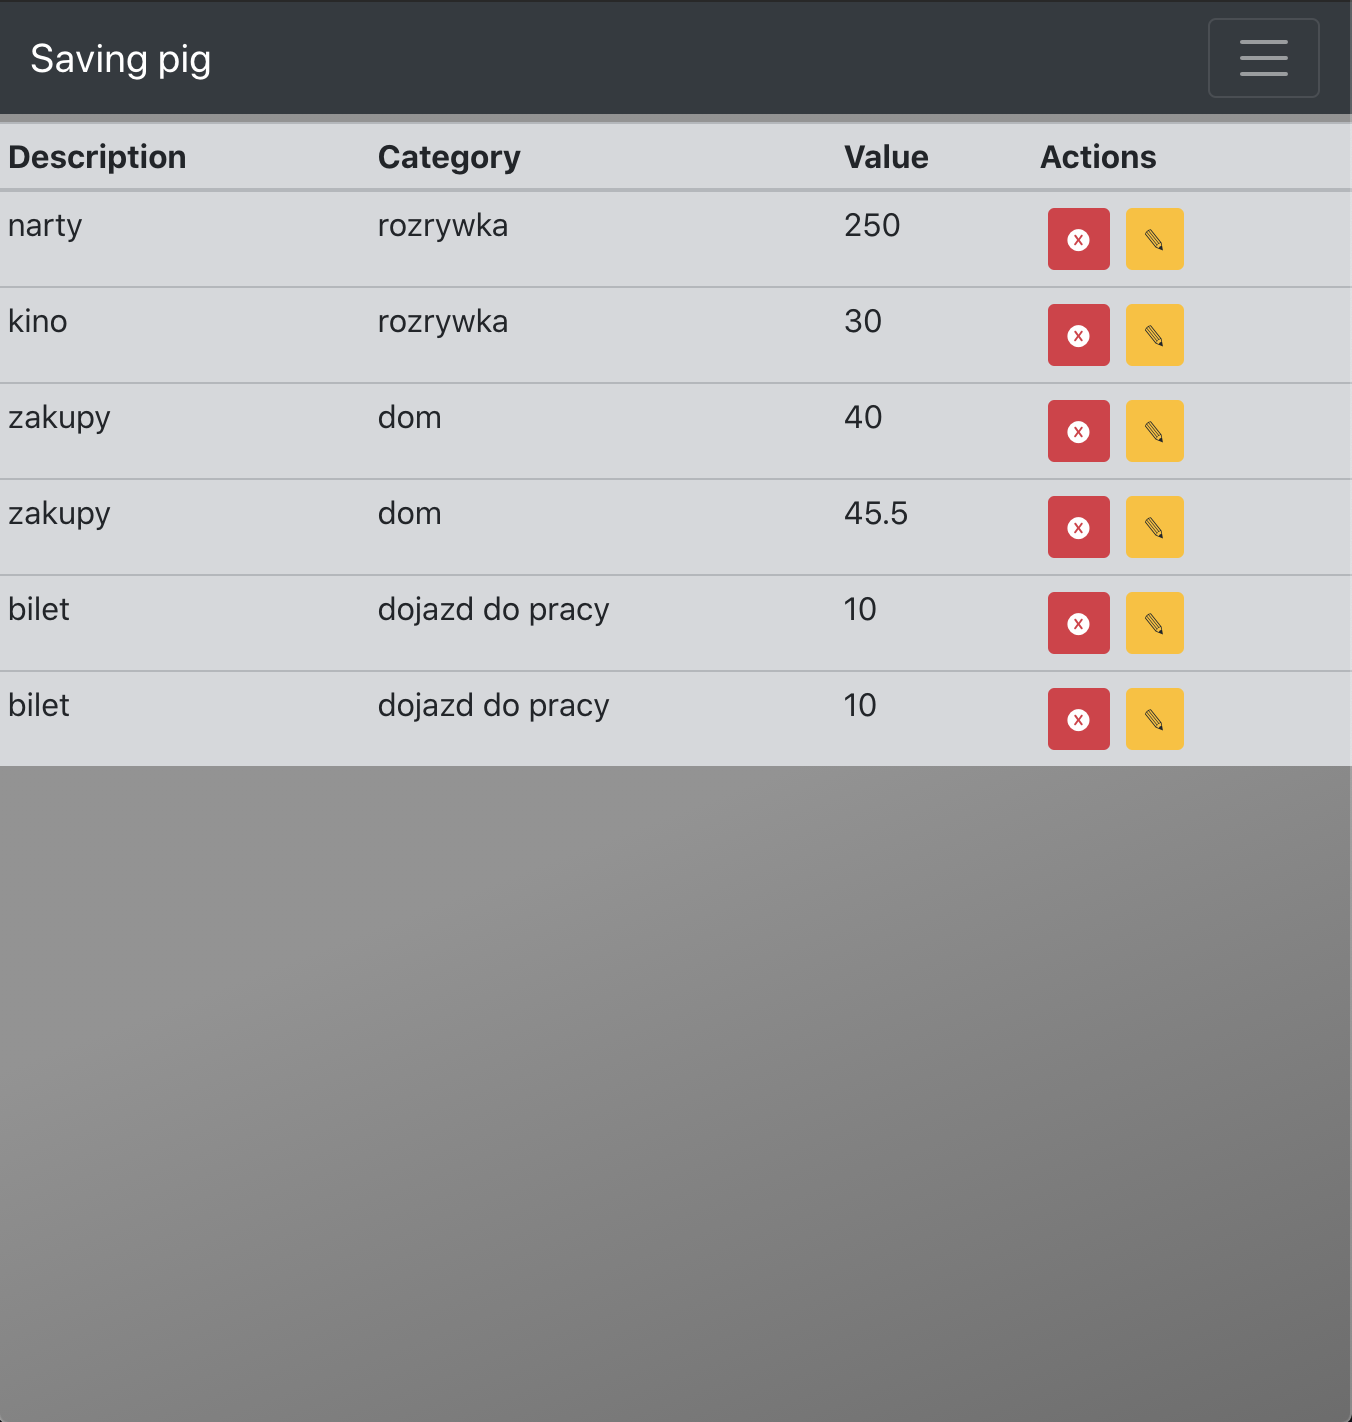 Saving pig
Description Category Value Actions
narty rozrywka 250
kino rozrywka 30
zakupy dom 40
zakupy dom 45.5
bilet dojazd do pracy 10
bilet dojazd do pracy 10